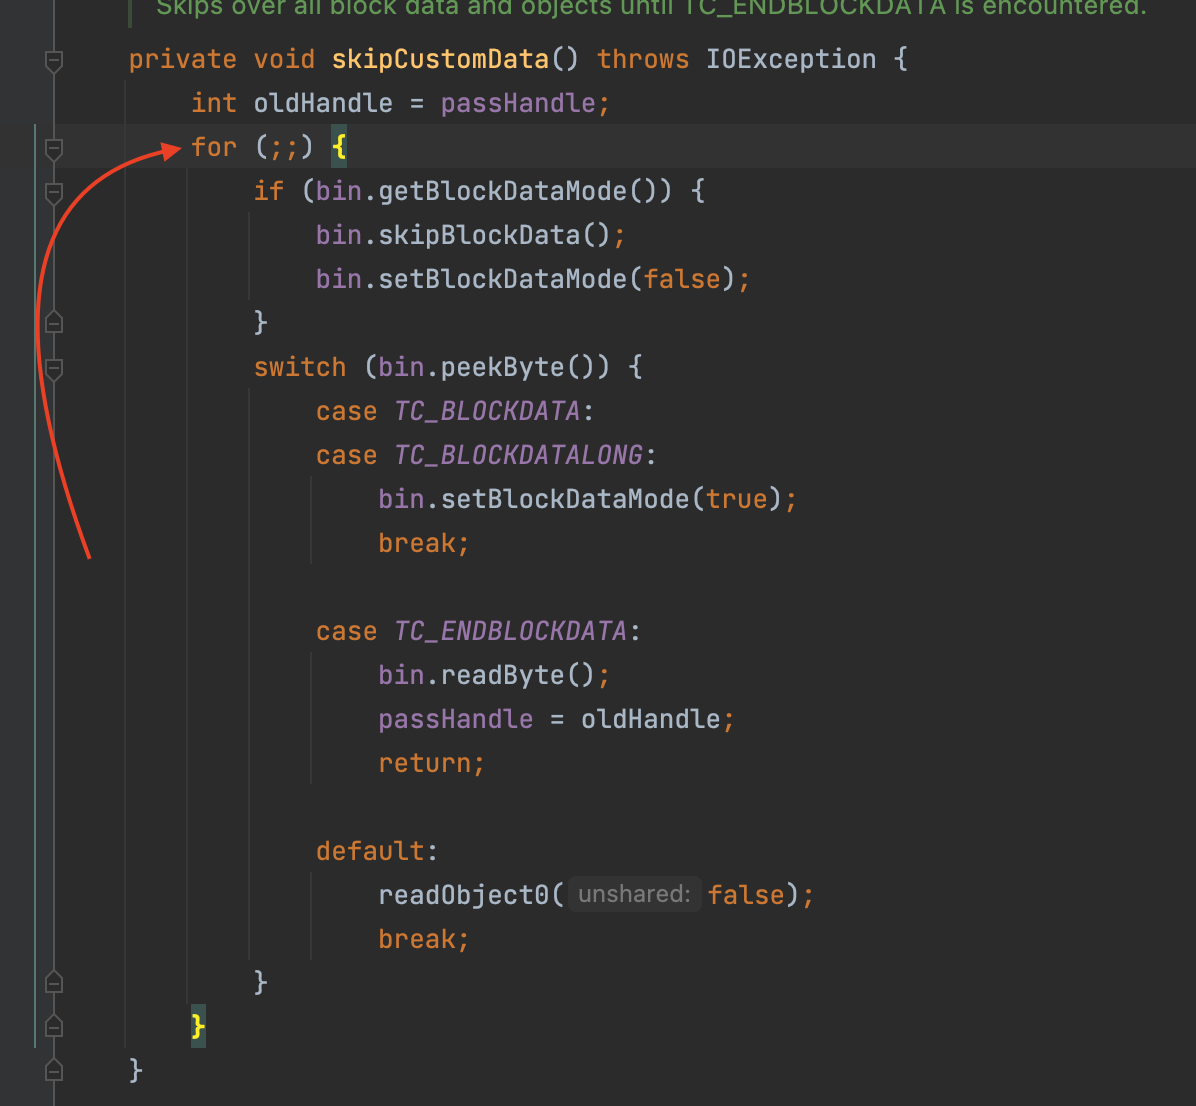 Skips over all block data and objects until TC_ENDBLOCKDATA is encountered.
private void skipCustomData() throws IOException {
int oldHandle = passHandle;
for (;;) {
if (bin.getBlockDataMode()) {
bin.skipBlockData();
bin.setBlockDataMode(false);
}
switch (bin.peekByte()) {
case TC_BLOCKDATA:
case TC_BLOCKDATALONG:
bin.setBlockDataMode(true);
break;
case TC_ENDBLOCKDATA:
bin.readByte();
passHandle = oldHandle;
return;
default:
readObject0( unshared: false);
break;
}
}
}